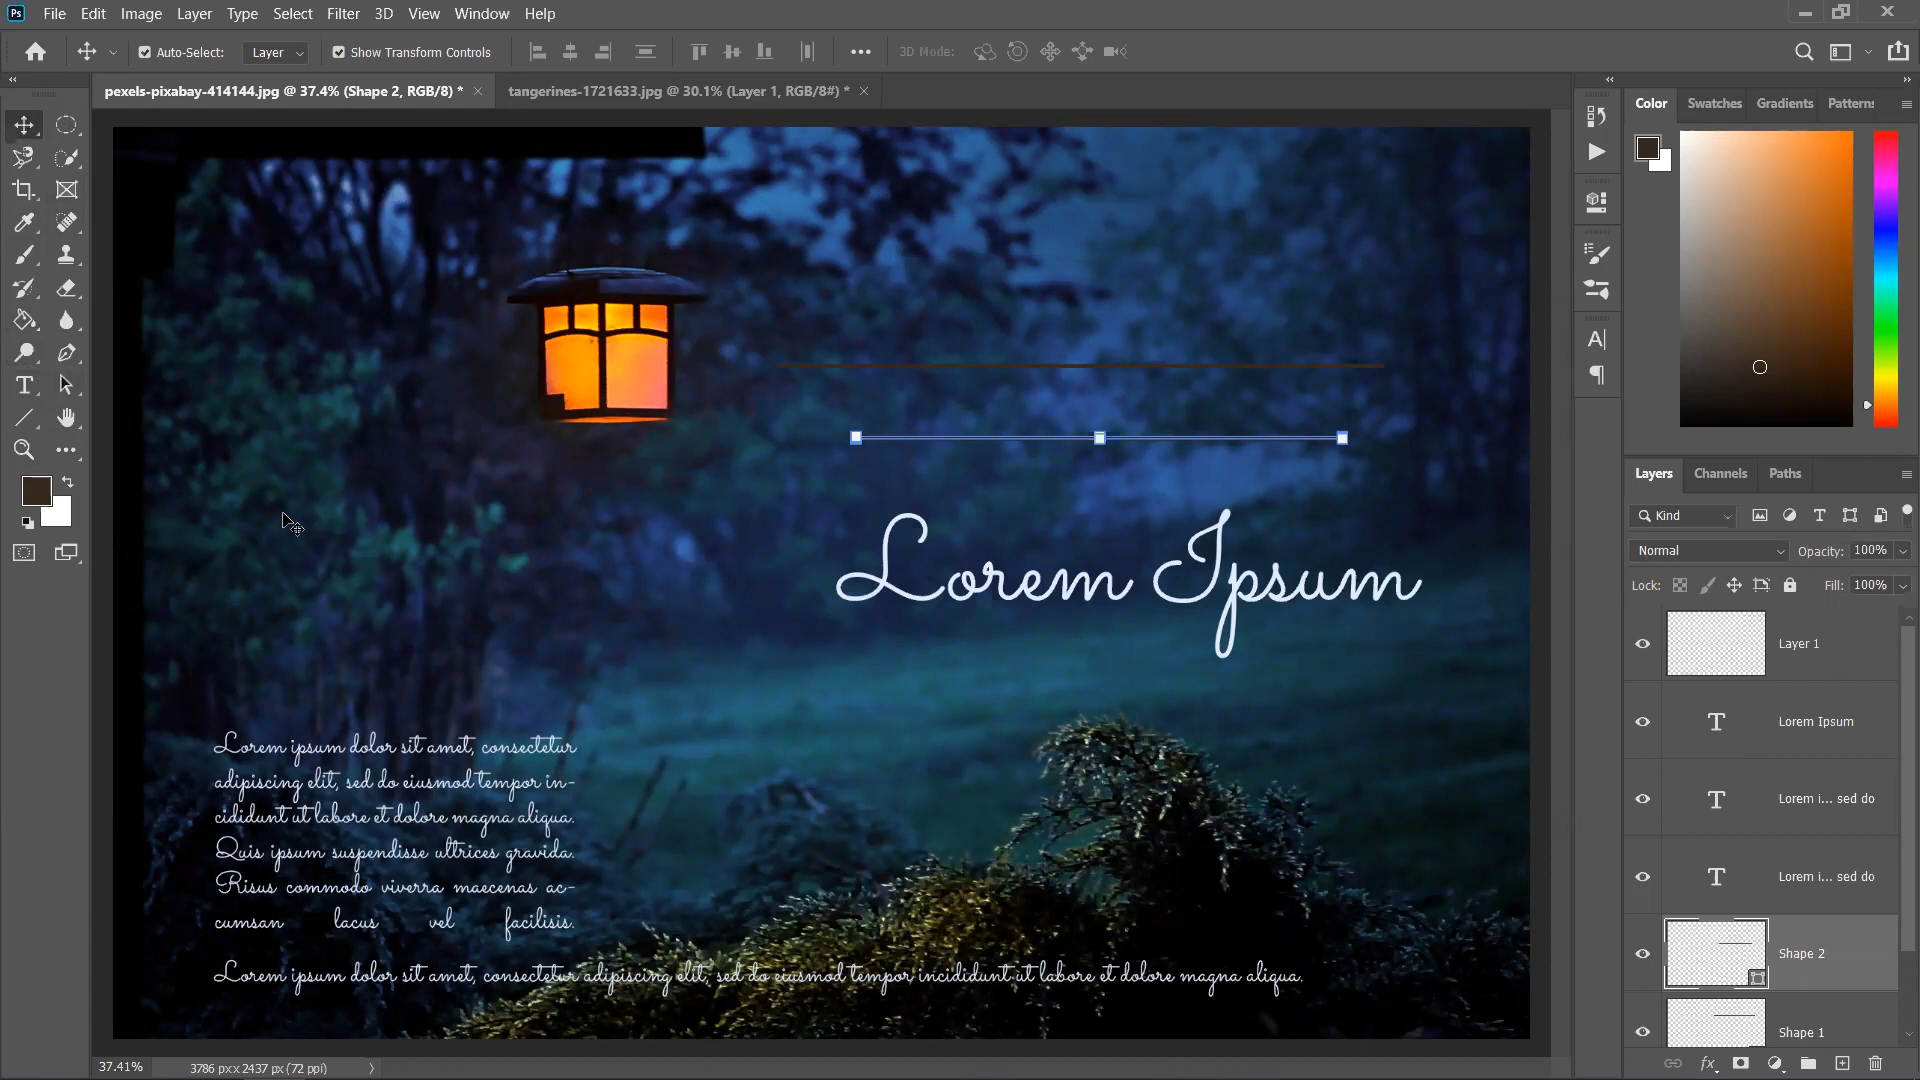 Ps File Edit Image Layer Type Select Filter 3D View Window Help
Auto-Select: Layer Show Transform Controls 3D Mode:
pexels-pixabay-414144.jpg @ 37.4% (Shape 2, RGB/8) * tangerines-1721633.jpg @ 30.1% (Layer 1, RGB/8#) *
Color Swatches Gradients Patterns
Lorem Ipsum
Lorem ipsum dolor sit amet, consectetur
adipiscing elit, sed do eiusmod tempor in-
cididunt ut labore et dolore magna aliqua.
Quis ipsum suspendisse ultrices gravida.
Risus commodo viverra maecenas ac-
cumsan lacus vel facilisis.
Lorem ipsum dolor sit amet, consectetur adipiscing elit, sed do eiusmod tempor incididunt ut labore et dolore magna aliqua.
Layers Channels Paths
Kind
Normal Opacity: 100%
Lock: Fill: 100%
Layer 1
Lorem Ipsum
Lorem i... sed do
Lorem i... sed do
Shape 2
Shape 1
37.41% 3786 px x 2437 px (72 ppi)